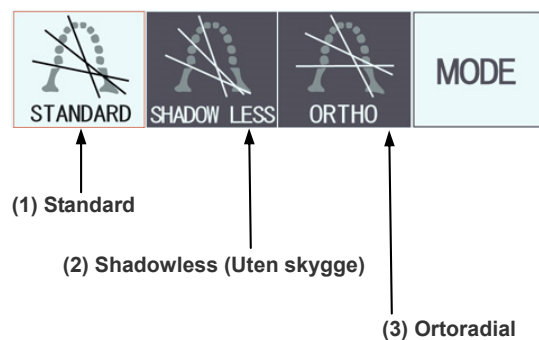 STANDARD
SHADOW LESS
ORTHO
MODE
(1) Standard
(2) Shadowless (Uten skygge)
(3) Ortoradial